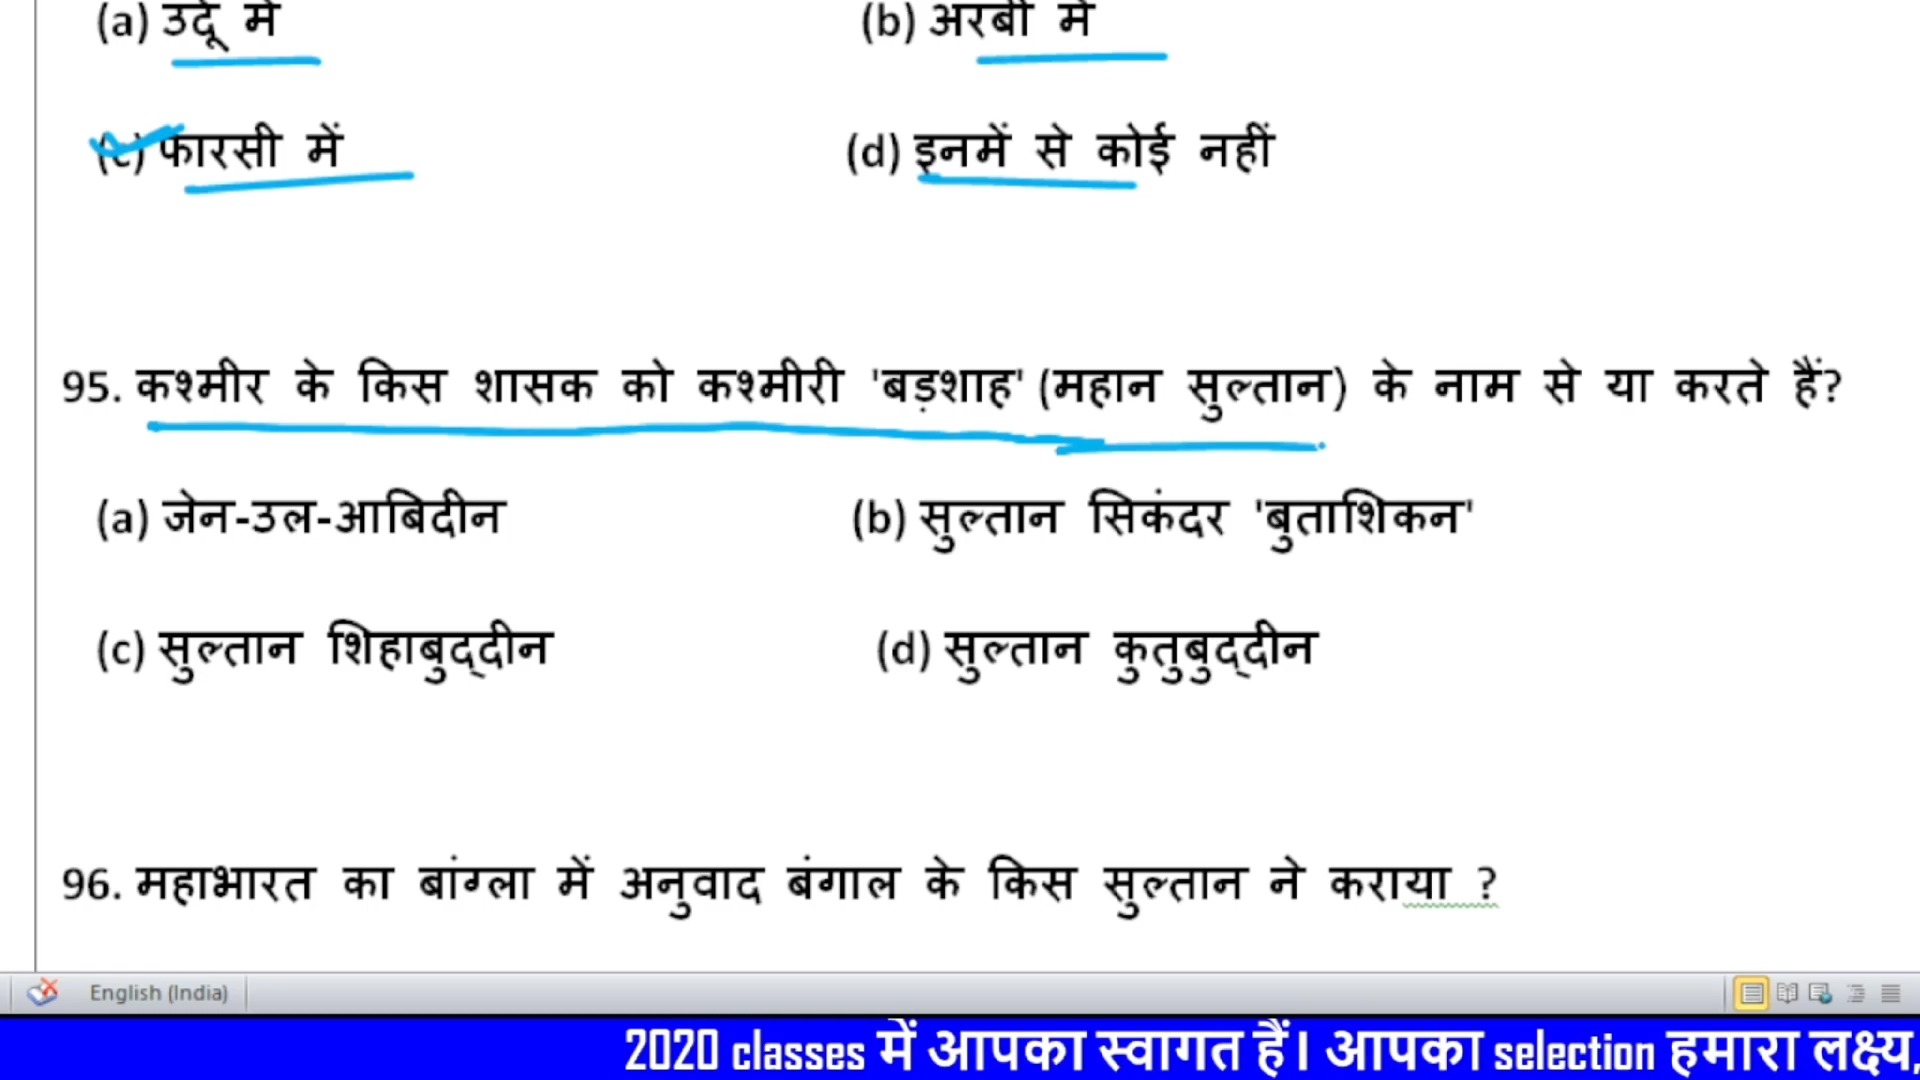 (a) उर्दू में (b) अरबी में
(c) फारसी में (d) इनमें से कोई नहीं
95. कश्मीर के किस शासक को कश्मीरी 'बड़शाह' (महान सुल्तान) के नाम से या करते हैं?
(a) जेन-उल-आबिदीन (b) सुल्तान सिकंदर 'बुताशिकन'
(c) सुल्तान शिहाबुद्दीन (d) सुल्तान कुतुबुद्दीन
96. महाभारत का बांग्ला में अनुवाद बंगाल के किस सुल्तान ने कराया ?
English (India)
2020 classes में आपका स्वागत हैं। आपका selection हमारा लक्ष्य,